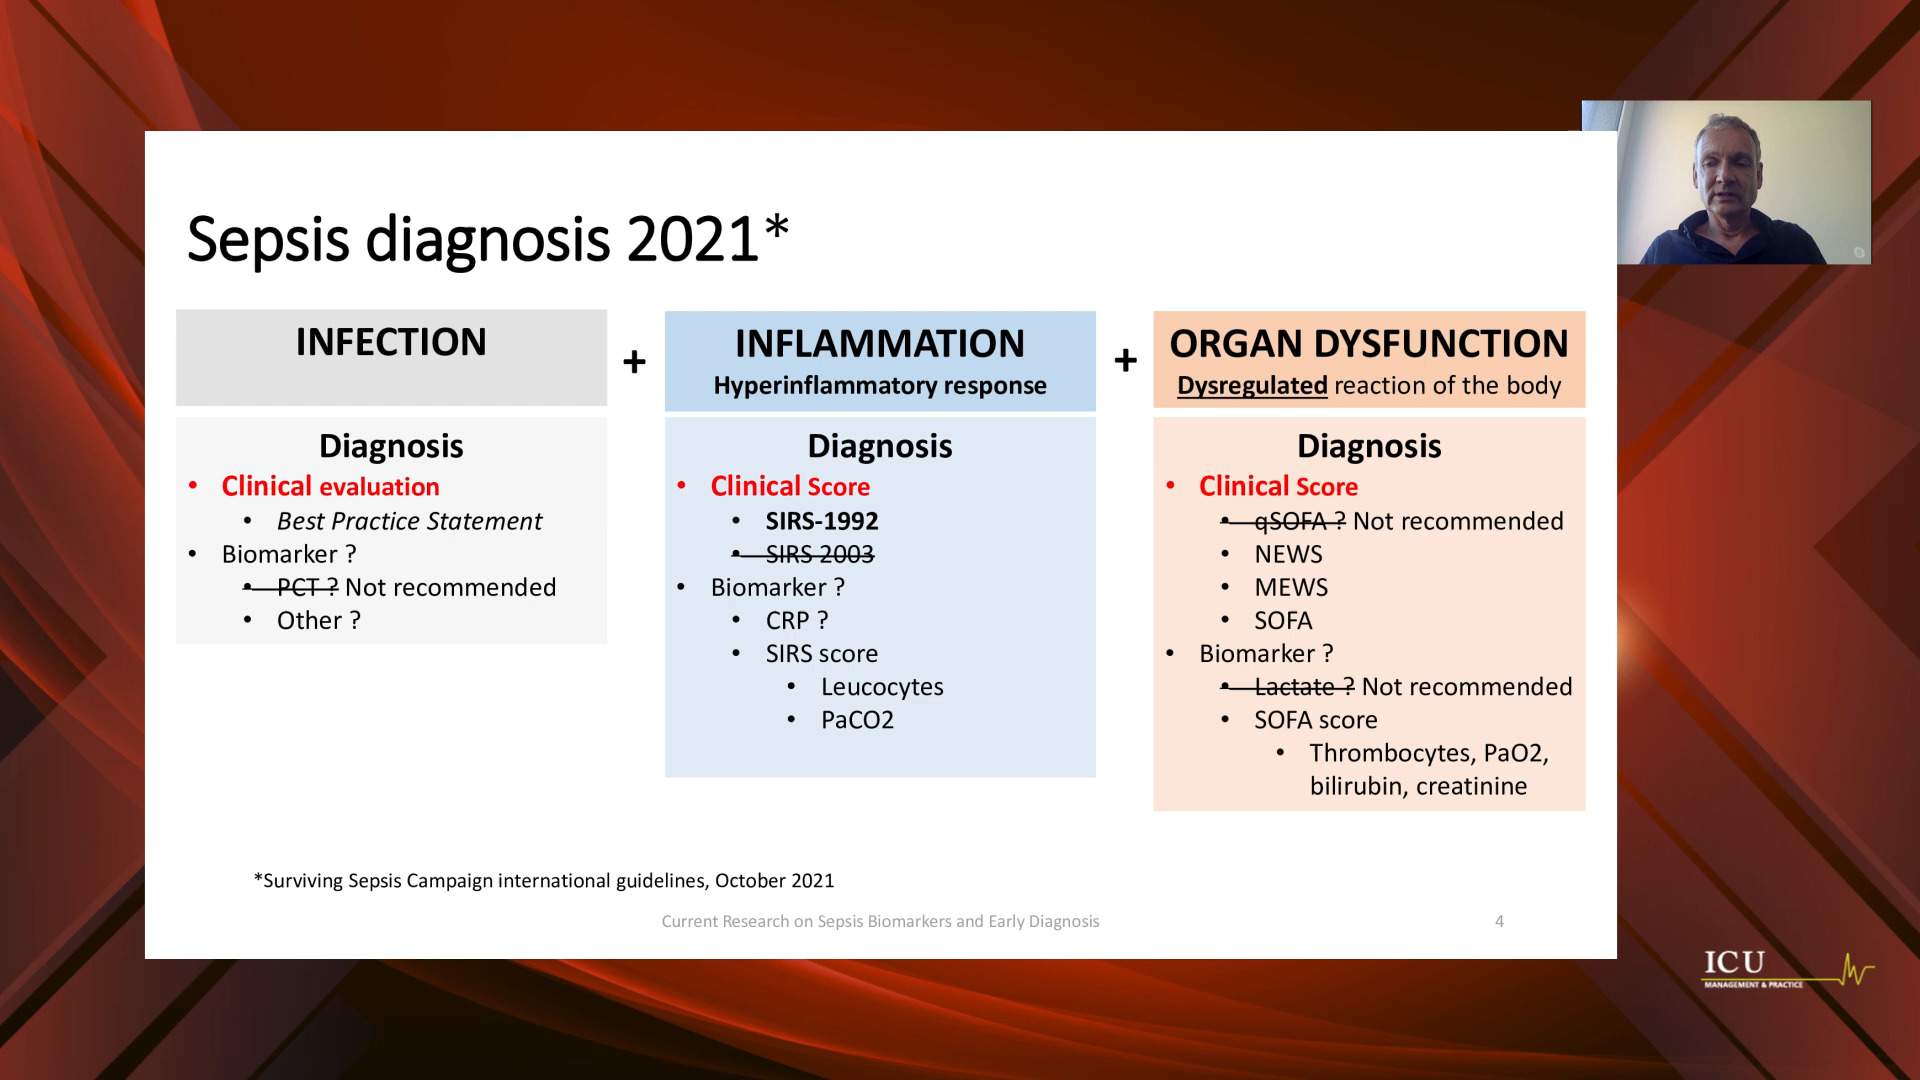 Sepsis diagnosis 2021*
INFECTION
+
INFLAMMATION
Hyperinflammatory response
+
ORGAN DYSFUNCTION
Dysregulated reaction of the body
Diagnosis
• Clinical evaluation
• Best Practice Statement
• Biomarker ?
• PCT ? Not recommended
• Other ?
Diagnosis
• Clinical Score
• SIRS-1992
• SIRS 2003
• Biomarker ?
• CRP ?
• SIRS score
• Leucocytes
• PaCO2
Diagnosis
• Clinical Score
• qSOFA ? Not recommended
• NEWS
• MEWS
• SOFA
• Biomarker ?
• Lactate ? Not recommended
• SOFA score
• Thrombocytes, PaO2,
bilirubin, creatinine
*Surviving Sepsis Campaign international guidelines, October 2021
Current Research on Sepsis Biomarkers and Early Diagnosis
4
ICU
MANAGEMENT & PRACTICE